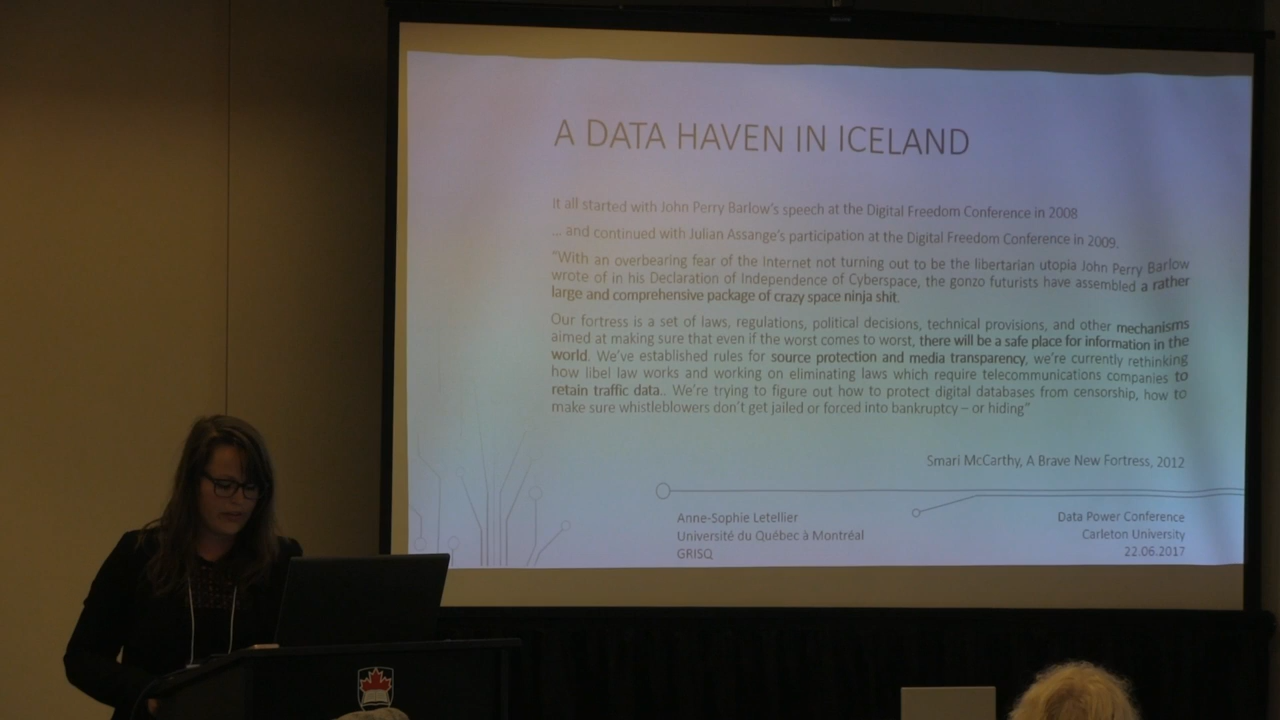 A DATA HAVEN IN ICELAND
It all started with John Perry Barlow's speech at the Digital Freedom Conference in 2008
... and continued with Julian Assange's participation at the Digital Freedom Conference in 2009.
"With an overbearing fear of the Internet not turning out to be the libertarian utopia John Perry Barlow
wrote of in his Declaration of Independence of Cyberspace, the gonzo futurists have assembled a rather
large and comprehensive package of crazy space ninja shit.
Our fortress is a set of laws, regulations, political decisions, technical provisions, and other mechanisms
aimed at making sure that even if the worst comes to worst, there will be a safe place for information in the
world. We've established rules for source protection and media transparency, we're currently rethinking
how libel law works and working on eliminating laws which require telecommunications companies to
retain traffic data.. We're trying to figure out how to protect digital databases from censorship, how to
make sure whistleblowers don't get jailed or forced into bankruptcy – or hiding"
Smari McCarthy, A Brave New Fortress, 2012
Anne-Sophie Letellier
Université du Québec à Montréal
GRISQ
Data Power Conference
Carleton University
22.06.2017